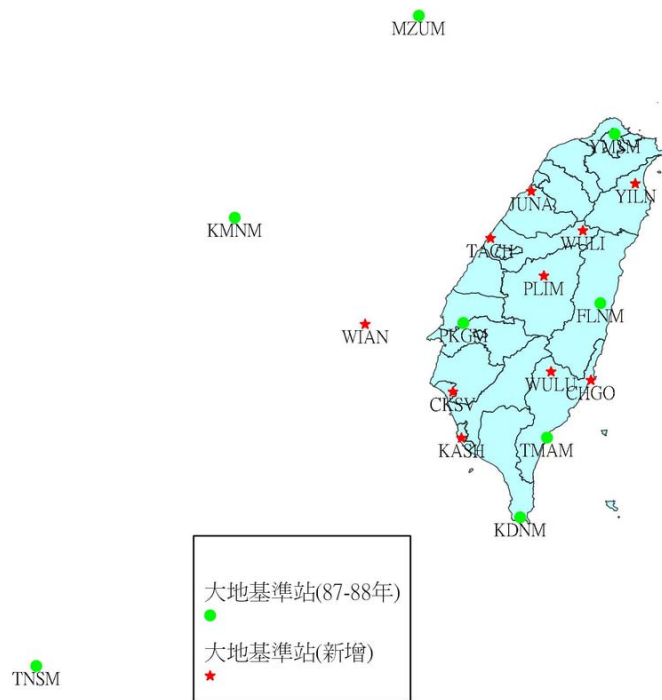 MZUM
YMSM
YILN
JUNA
KMNM
WULI
TACH
PLIM
FLNM
WIAN
PKGM
WULU
CHGO
CKSV
KASH
TMAM
KDNM
大地基準站(87-88年)
大地基準站(新增)
TNSM